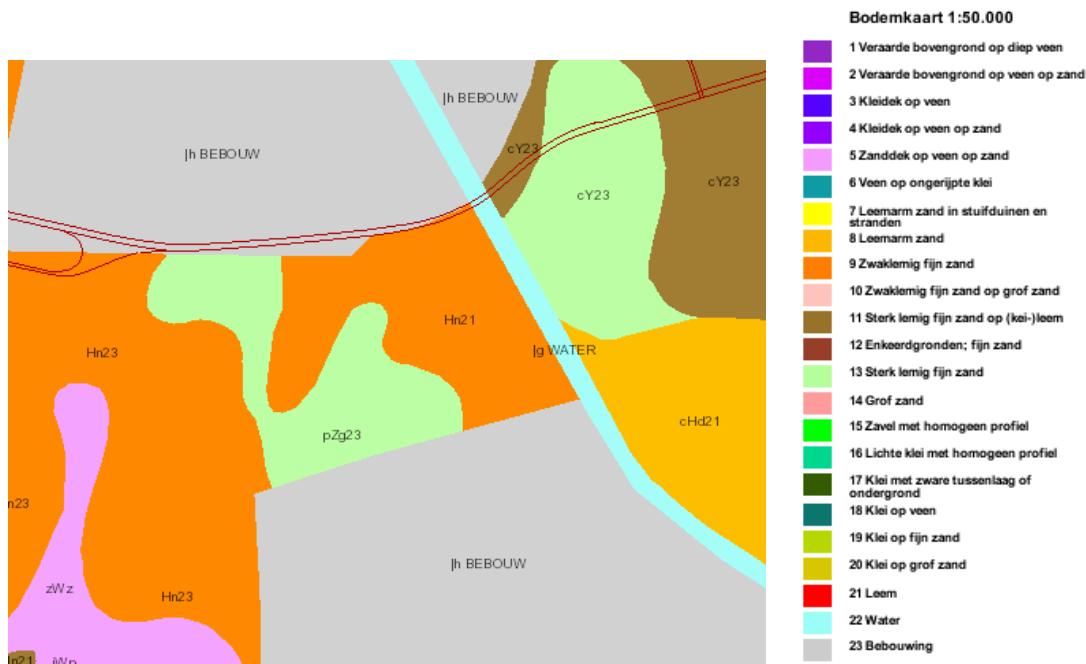 Bodemkaart 1:50.000
1 Veraarde bovengrond op diep veen
2 Veraarde bovengrond op veen op zand
3 Kleidek op veen
4 Kleidek op veen op zand
5 Zanddek op veen op zand
6 Veen op ongerijpte klei
7 Leemarm zand in stuifduinen en
stranden
8 Leemarm zand
9 Zwaklemig fijn zand
10 Zwaklemig fijn zand op grof zand
11 Sterk lemig fijn zand op (kei-)leem
12 Enkeerdgronden; fijn zand
13 Sterk lemig fijn zand
14 Grof zand
15 Zavel met homogeen profiel
16 Lichte klei met homogeen profiel
17 Klei met zware tussenlaag of
ondergrond
18 Klei op veen
19 Klei op fijn zand
20 Klei op grof zand
21 Leem
22 Water
23 Bebouwing
|h BEBOUW
|h BEBOUW
cY23
cY23
cY23
Hn21
|g WATER
Hn23
cHd21
pZg23
n23
|h BEBOUW
zWz
Hn23
n21
iWp